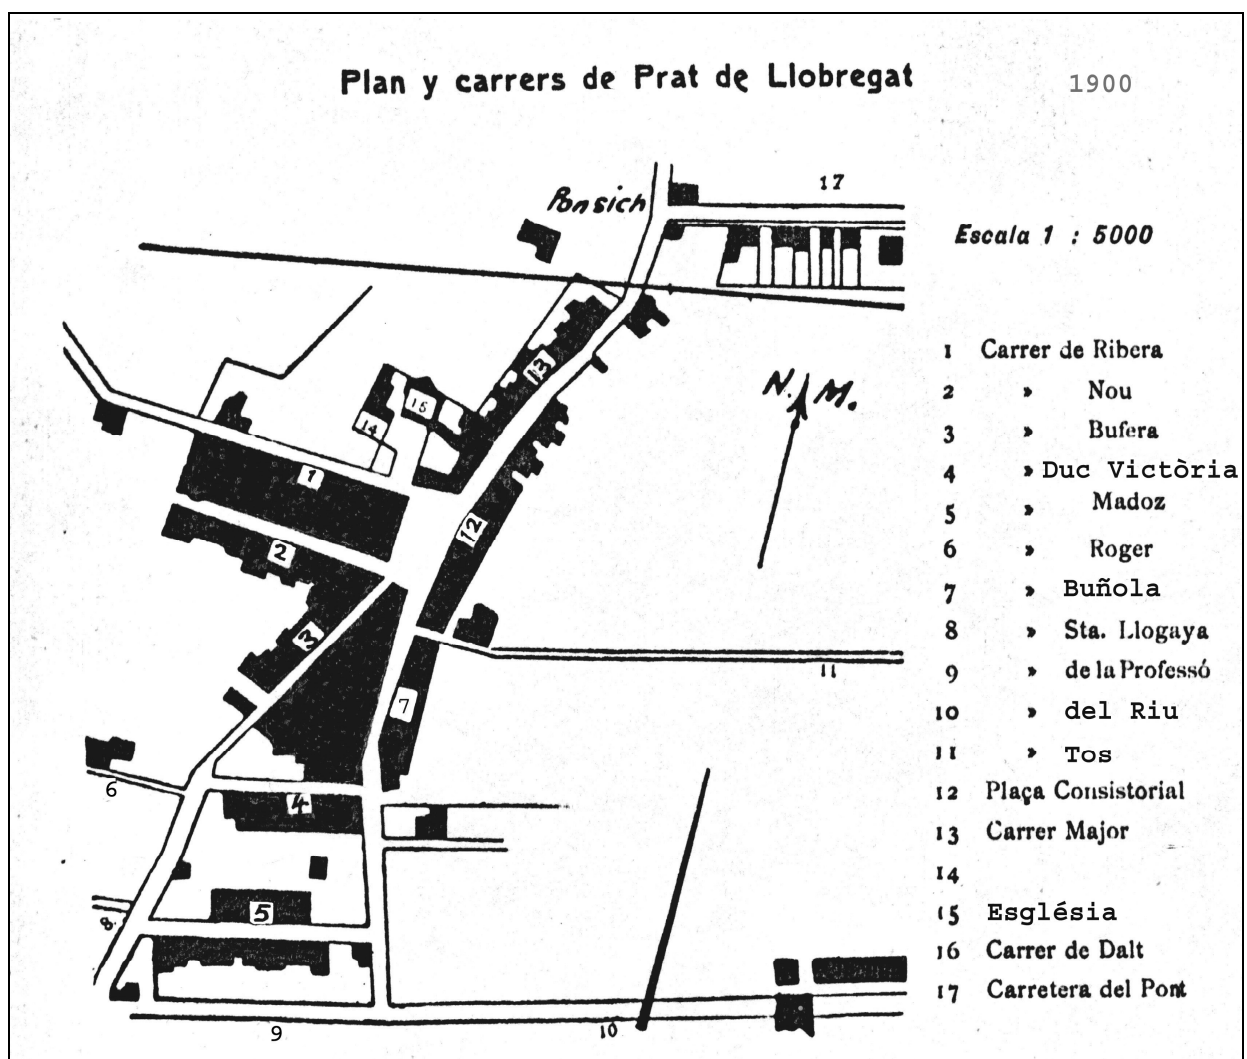 Plan y carrers de Prat de Llobregat
1900
17
Ponsich
Escala 1 : 5000
13
15
14
N. M.
1
12
2
3
7
11
6
4
8.
5
9
10
1 Carrer de Ribera
2 » Nou
3 » Bufera
4 » Duc Victòria
5 » Madoz
6 » Roger
7 » Buñola
8 » Sta. Llogaya
9 » de la Professó
10 » del Riu
11 » Tos
12 Plaça Consistorial
13 Carrer Major
14
15 Església
16 Carrer de Dalt
17 Carretera del Pont